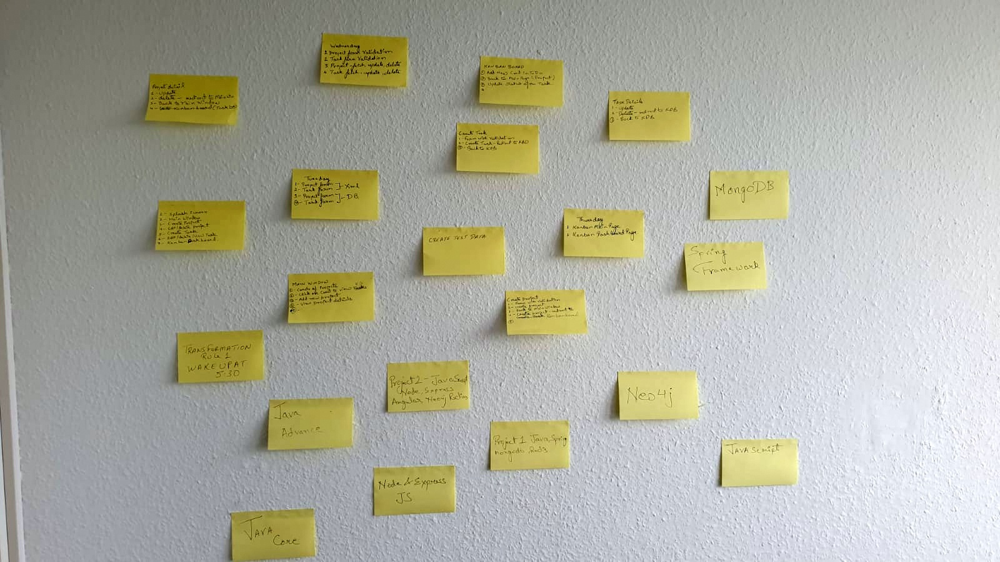 Wednesday
1 Project form Validation
2 Task form Validation
3 Project - fetch, update, delete
4 Task fetch - update, delete
KANBAN BOARD
① Add New Card in ToDo
② Back to Main Page (Project)
③ Update Status of the Task
4
Project detail
1 - Update
2 - delete - redirect to Main Win
3 - Back to Main Window
4 - Kanban board (Task list)
Task Details
1 - update
2 - Delete - redirect to KDB
③ - Back to KDB
Create Task
1 - Form with validation
2 - Create Task - Redirect to KBD
③ - Back to KDB
Tuesday
1 - Project form
2 - Task form - Xml
3 - Project form
④ - Task form - DB
MongoDB
1 - Splash Screen
2 - Main Window
3 - Create Project
4 - Edit/delete project
5 - Create Task
6 - Edit/delete/View Task
7 - Kanban Dashboard.
Thursday
1 Kanban Main Page
2 Kanban Dashboard Page
CREATE TEST DATA
Spring
Framework
MAIN WINDOW
① - Cards of Projects
② - Click on Card to view
③ - Add new project
④ - View project details
⑤ -
Create project
1 - Form with validation
2 - create project
3 - Back to Main Window
4 - Create project - redirect to
Create Task Kanban board
⑤
TRANSFORMATION
RULE 1
WAKEUP AT
5:30
Project 2 - JavaScript
Node, Express
Angular, Neo4j
Neo4j
Java
Advance
Project 1 Java, Spring
mongodb,
JAVA Script
Node & Express
JS
JAVA
Core